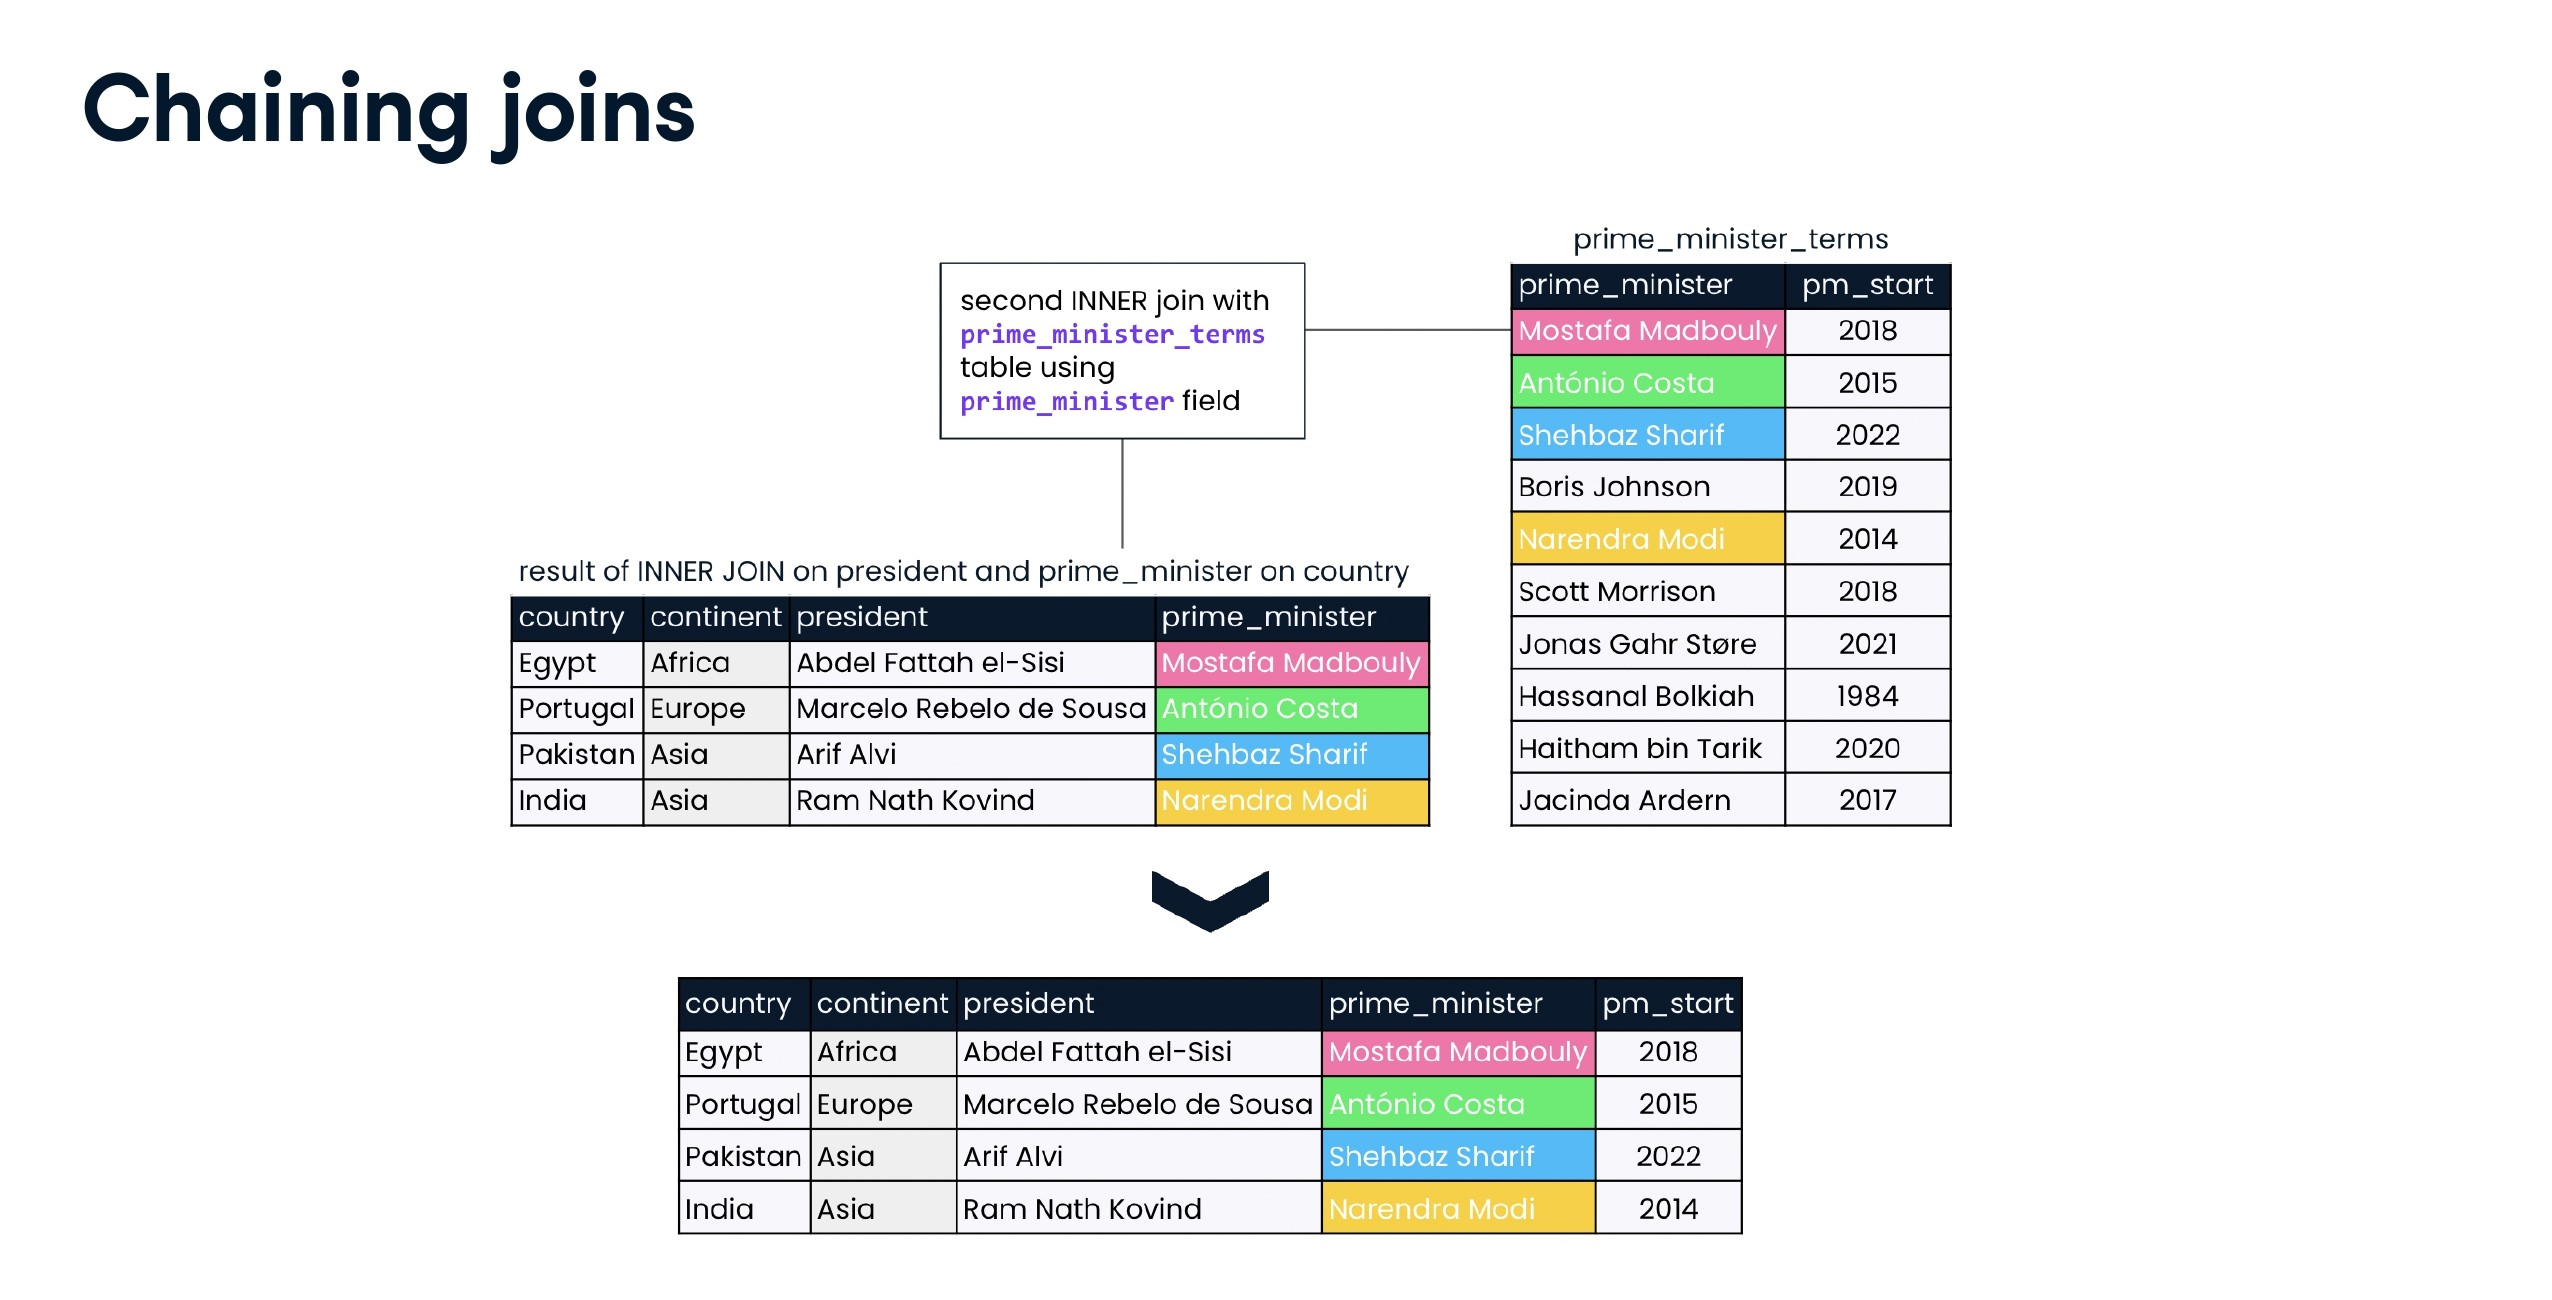 Chaining joins
second INNER join with
prime_minister_terms
table using
prime_minister field
prime_minister_terms
prime_minister pm_start
Mostafa Madbouly 2018
António Costa 2015
Shehbaz Sharif 2022
Boris Johnson 2019
Narendra Modi 2014
Scott Morrison 2018
Jonas Gahr Støre 2021
Hassanal Bolkiah 1984
Haitham bin Tarik 2020
Jacinda Ardern 2017
result of INNER JOIN on president and prime_minister on country
country continent president prime_minister
Egypt Africa Abdel Fattah el-Sisi Mostafa Madbouly
Portugal Europe Marcelo Rebelo de Sousa António Costa
Pakistan Asia Arif Alvi Shehbaz Sharif
India Asia Ram Nath Kovind Narendra Modi
country continent president prime_minister pm_start
Egypt Africa Abdel Fattah el-Sisi Mostafa Madbouly 2018
Portugal Europe Marcelo Rebelo de Sousa António Costa 2015
Pakistan Asia Arif Alvi Shehbaz Sharif 2022
India Asia Ram Nath Kovind Narendra Modi 2014